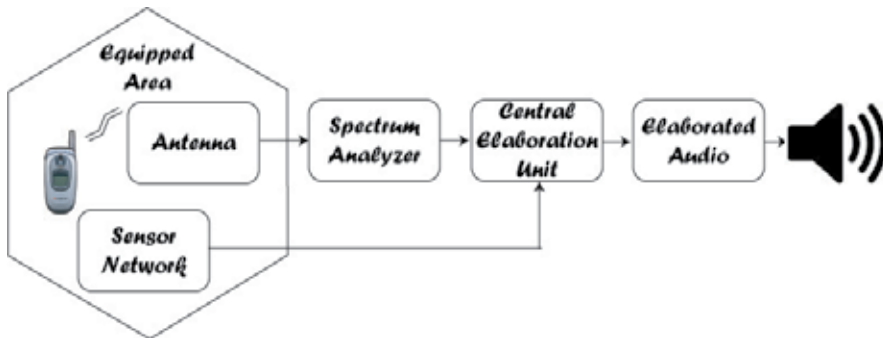 Equipped
Area
Antenna
Spectrum
Analyzer
Central
Elaboration
Unit
Elaborated
Audio
Sensor
Network